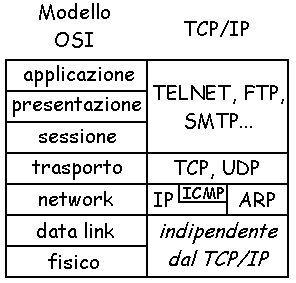 Modello OSI TCP/IP
applicazione
presentazione
sessione
TELNET, FTP,
SMTP...
trasporto TCP, UDP
network IP ICMP ARP
data link
fisico
indipendente
dal TCP/IP